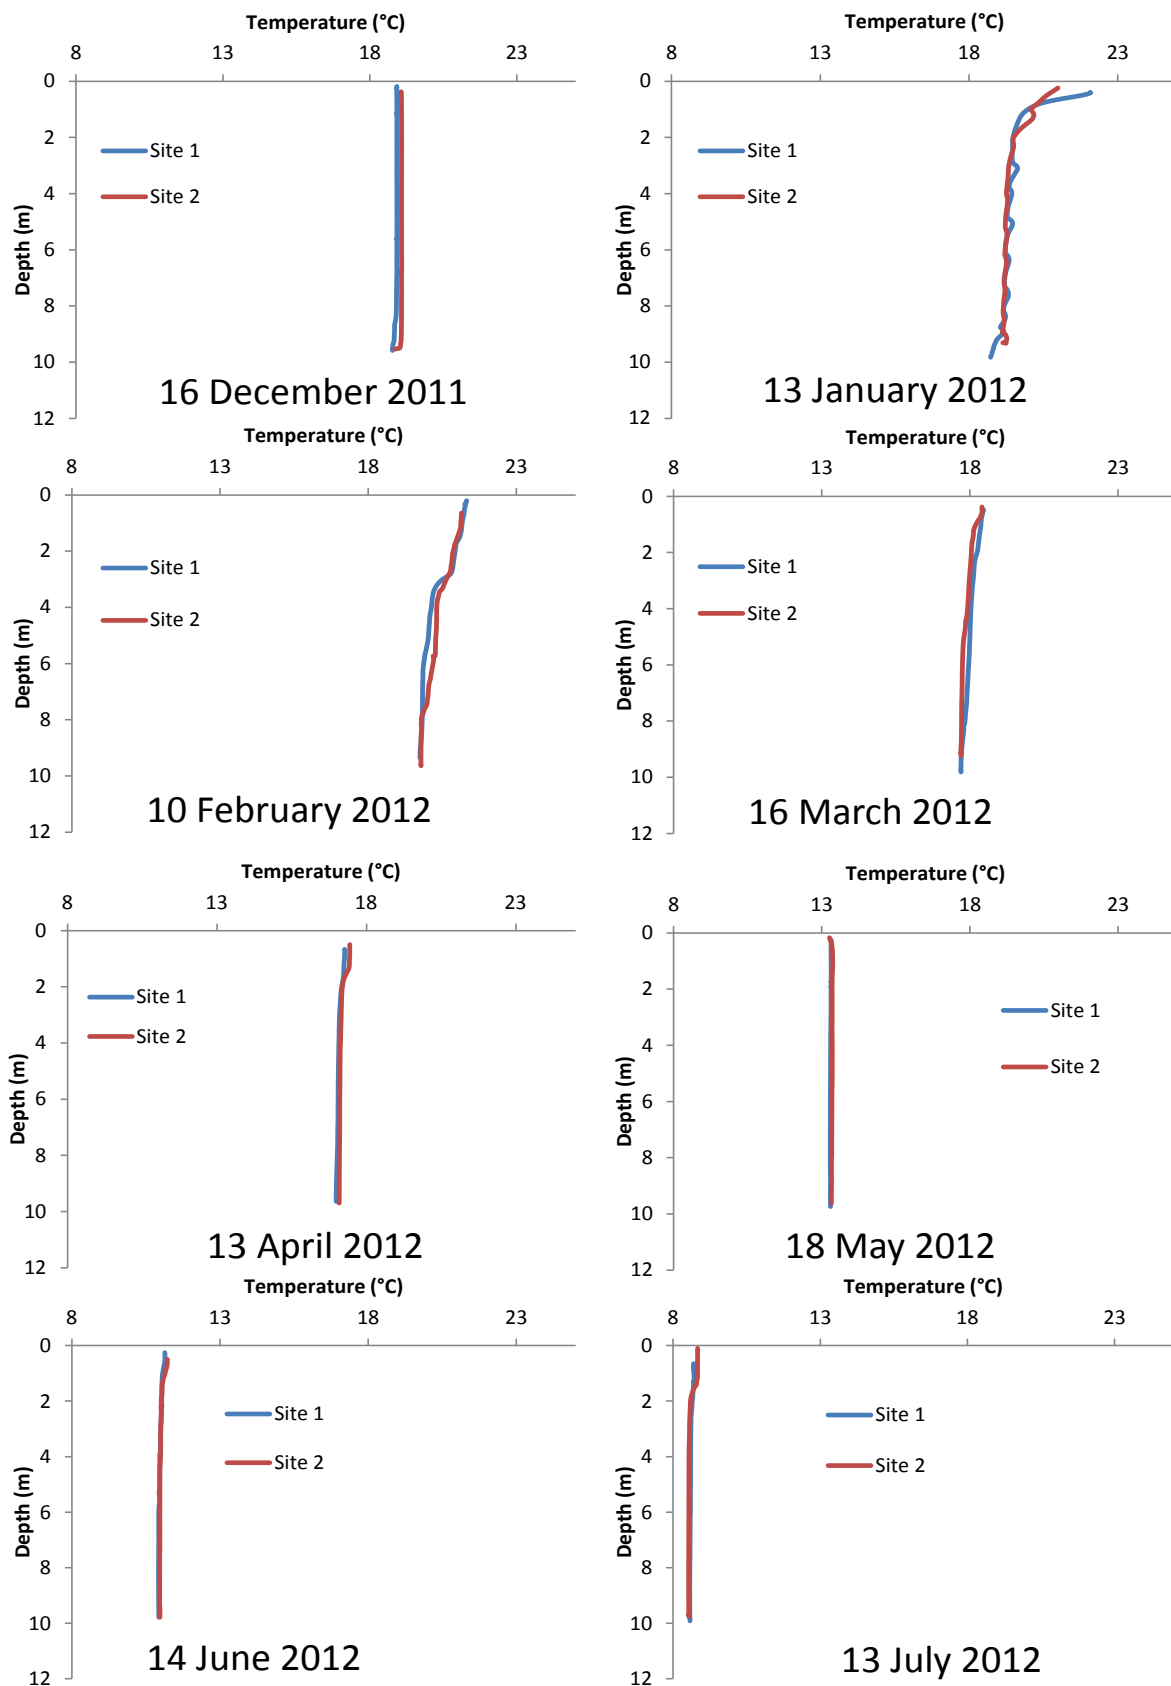 Temperature (°C)
8 13 18 23
0
2
4
6
8
10
12
Depth (m)
Site 1
Site 2
16 December 2011
Temperature (°C)
8 13 18 23
0
2
4
6
8
10
12
Depth (m)
Site 1
Site 2
13 January 2012
Temperature (°C)
8 13 18 23
0
2
4
6
8
10
12
Depth (m)
Site 1
Site 2
10 February 2012
Temperature (°C)
8 13 18 23
0
2
4
6
8
10
12
Depth (m)
Site 1
Site 2
16 March 2012
Temperature (°C)
8 13 18 23
0
2
4
6
8
10
12
Depth (m)
Site 1
Site 2
13 April 2012
Temperature (°C)
8 13 18 23
0
2
4
6
8
10
12
Depth (m)
Site 1
Site 2
18 May 2012
Temperature (°C)
8 13 18 23
0
2
4
6
8
10
12
Depth (m)
Site 1
Site 2
14 June 2012
Temperature (°C)
8 13 18 23
0
2
4
6
8
10
12
Depth (m)
Site 1
Site 2
13 July 2012